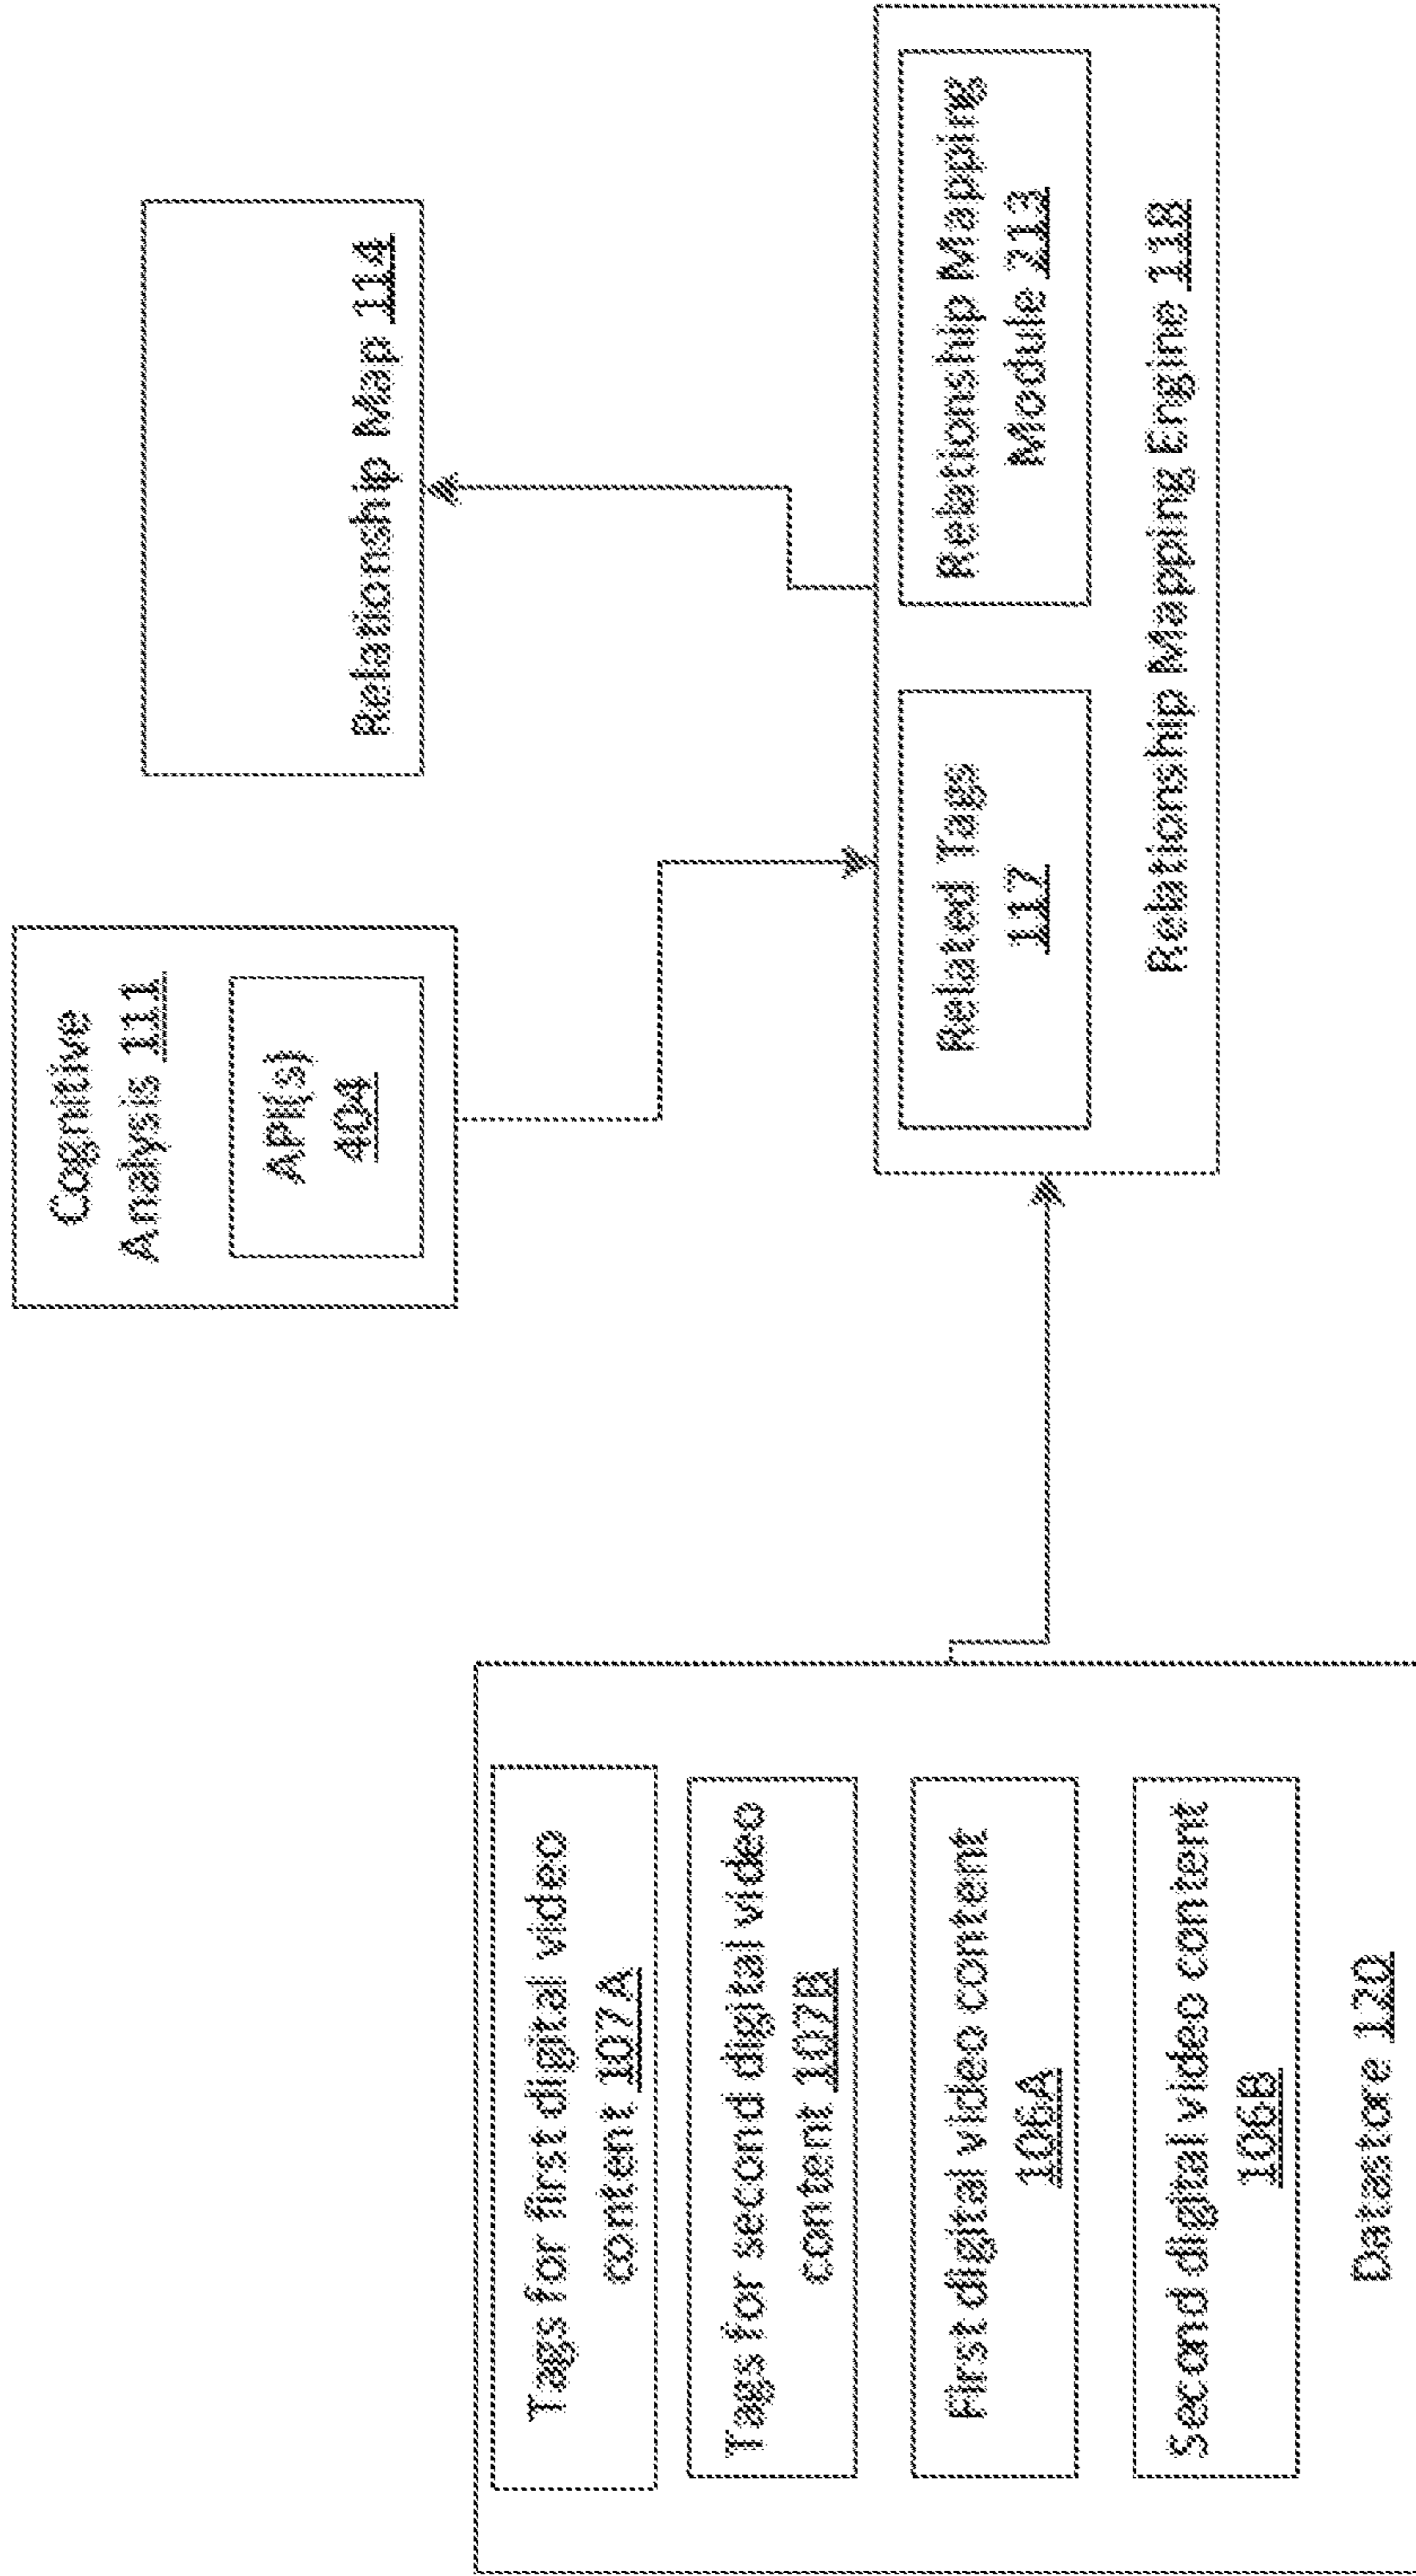 Cognitive
Analysis 111
API(s)
404
Relationship Map 114
Tags for first digital video
content 107A
Tags for second digital video
content 107B
First digital video content
106A
Second digital video content
106B
Datastore 120
Related Tags
117
Relationship Mapping
Module 213
Relationship Mapping Engine 118